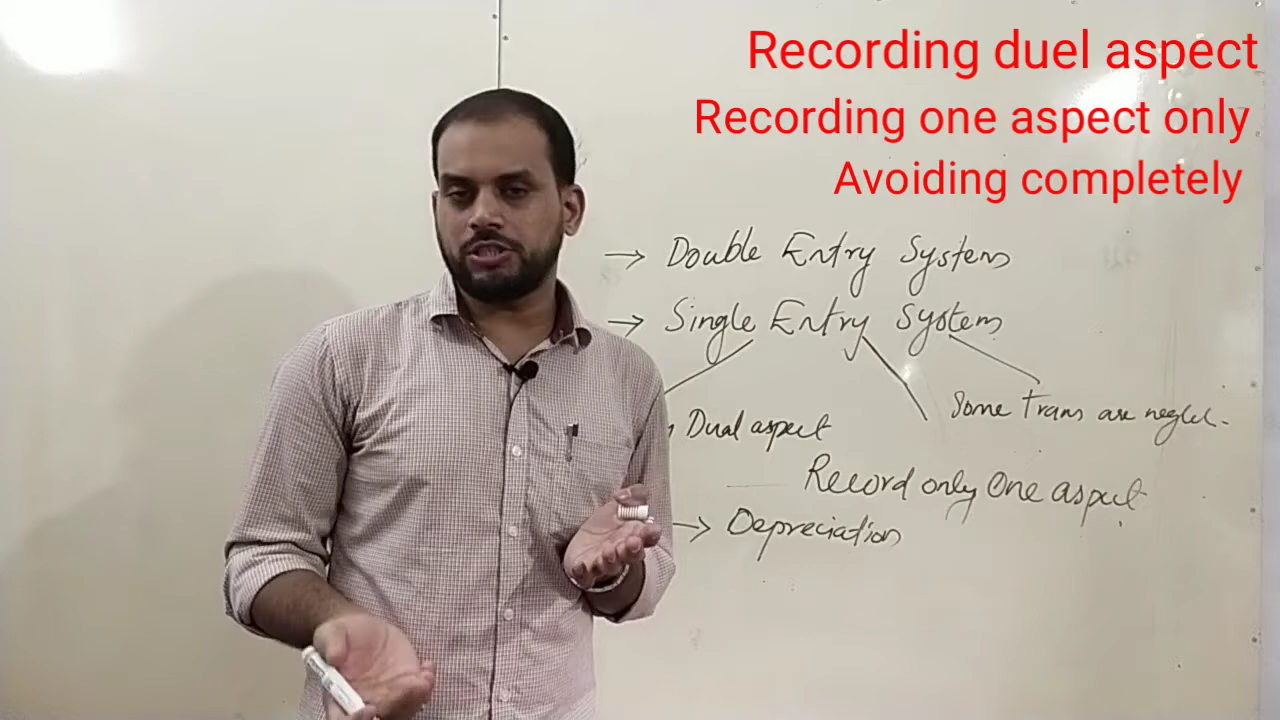 Recording duel aspect
Recording one aspect only
Avoiding completely
→ Double Entry System
→ Single Entry System
Some trans are neglect.
Dual aspect
Record only One aspect
→ Depreciation